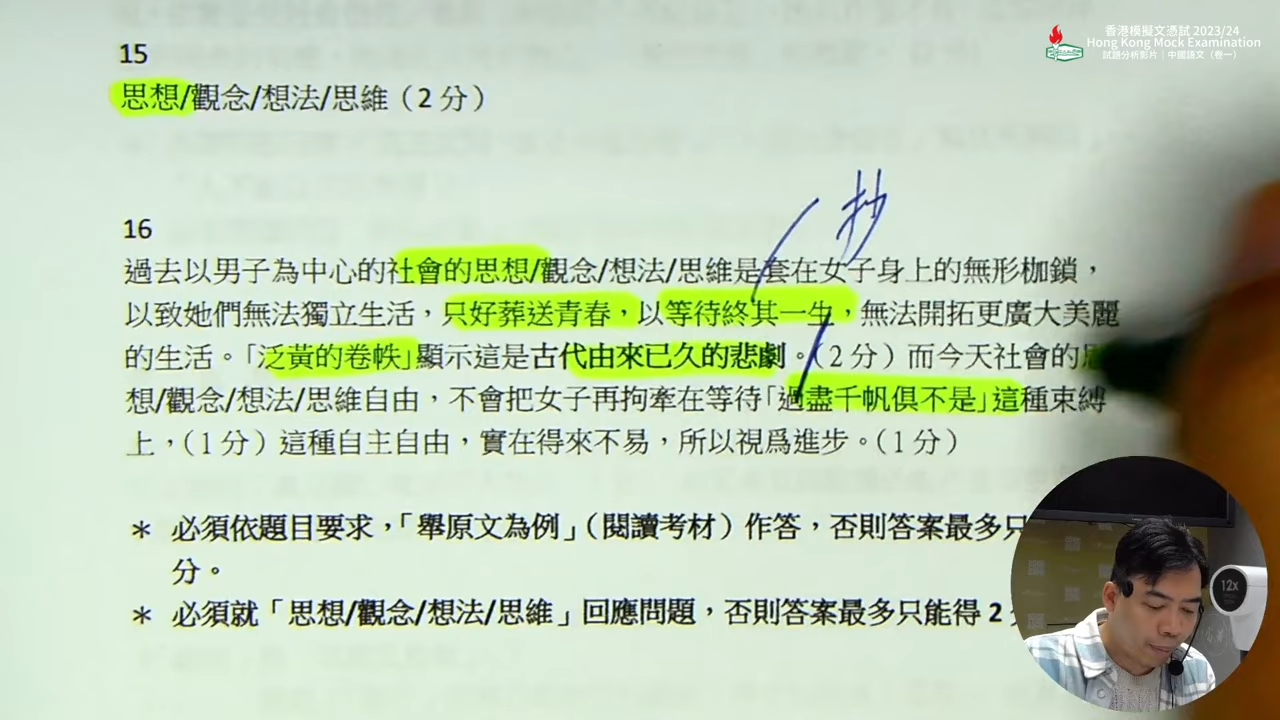 香港模擬文憑試 2023/24
Hong Kong Mock Examination
試題分析影片｜中國語文（卷一）
15
思想/觀念/想法/思維（2 分）
抄
16
過去以男子為中心的社會的思想/觀念/想法/思維是套在女子身上的無形枷鎖，
以致她們無法獨立生活，只好葬送青春，以等待終其一生，無法開拓更廣大美麗
的生活。「泛黃的卷帙」顯示這是古代由來已久的悲劇。（2 分）而今天社會的
想/觀念/想法/思維自由，不會把女子再拘牽在等待「過盡千帆俱不是」這種束縛
上，（1 分）這種自主自由，實在得來不易，所以視爲進步。（1 分）
＊ 必須依題目要求，「舉原文為例」（閱讀考材）作答，否則答案最多只
分。
＊ 必須就「思想/觀念/想法/思維」回應問題，否則答案最多只能得 2
12x